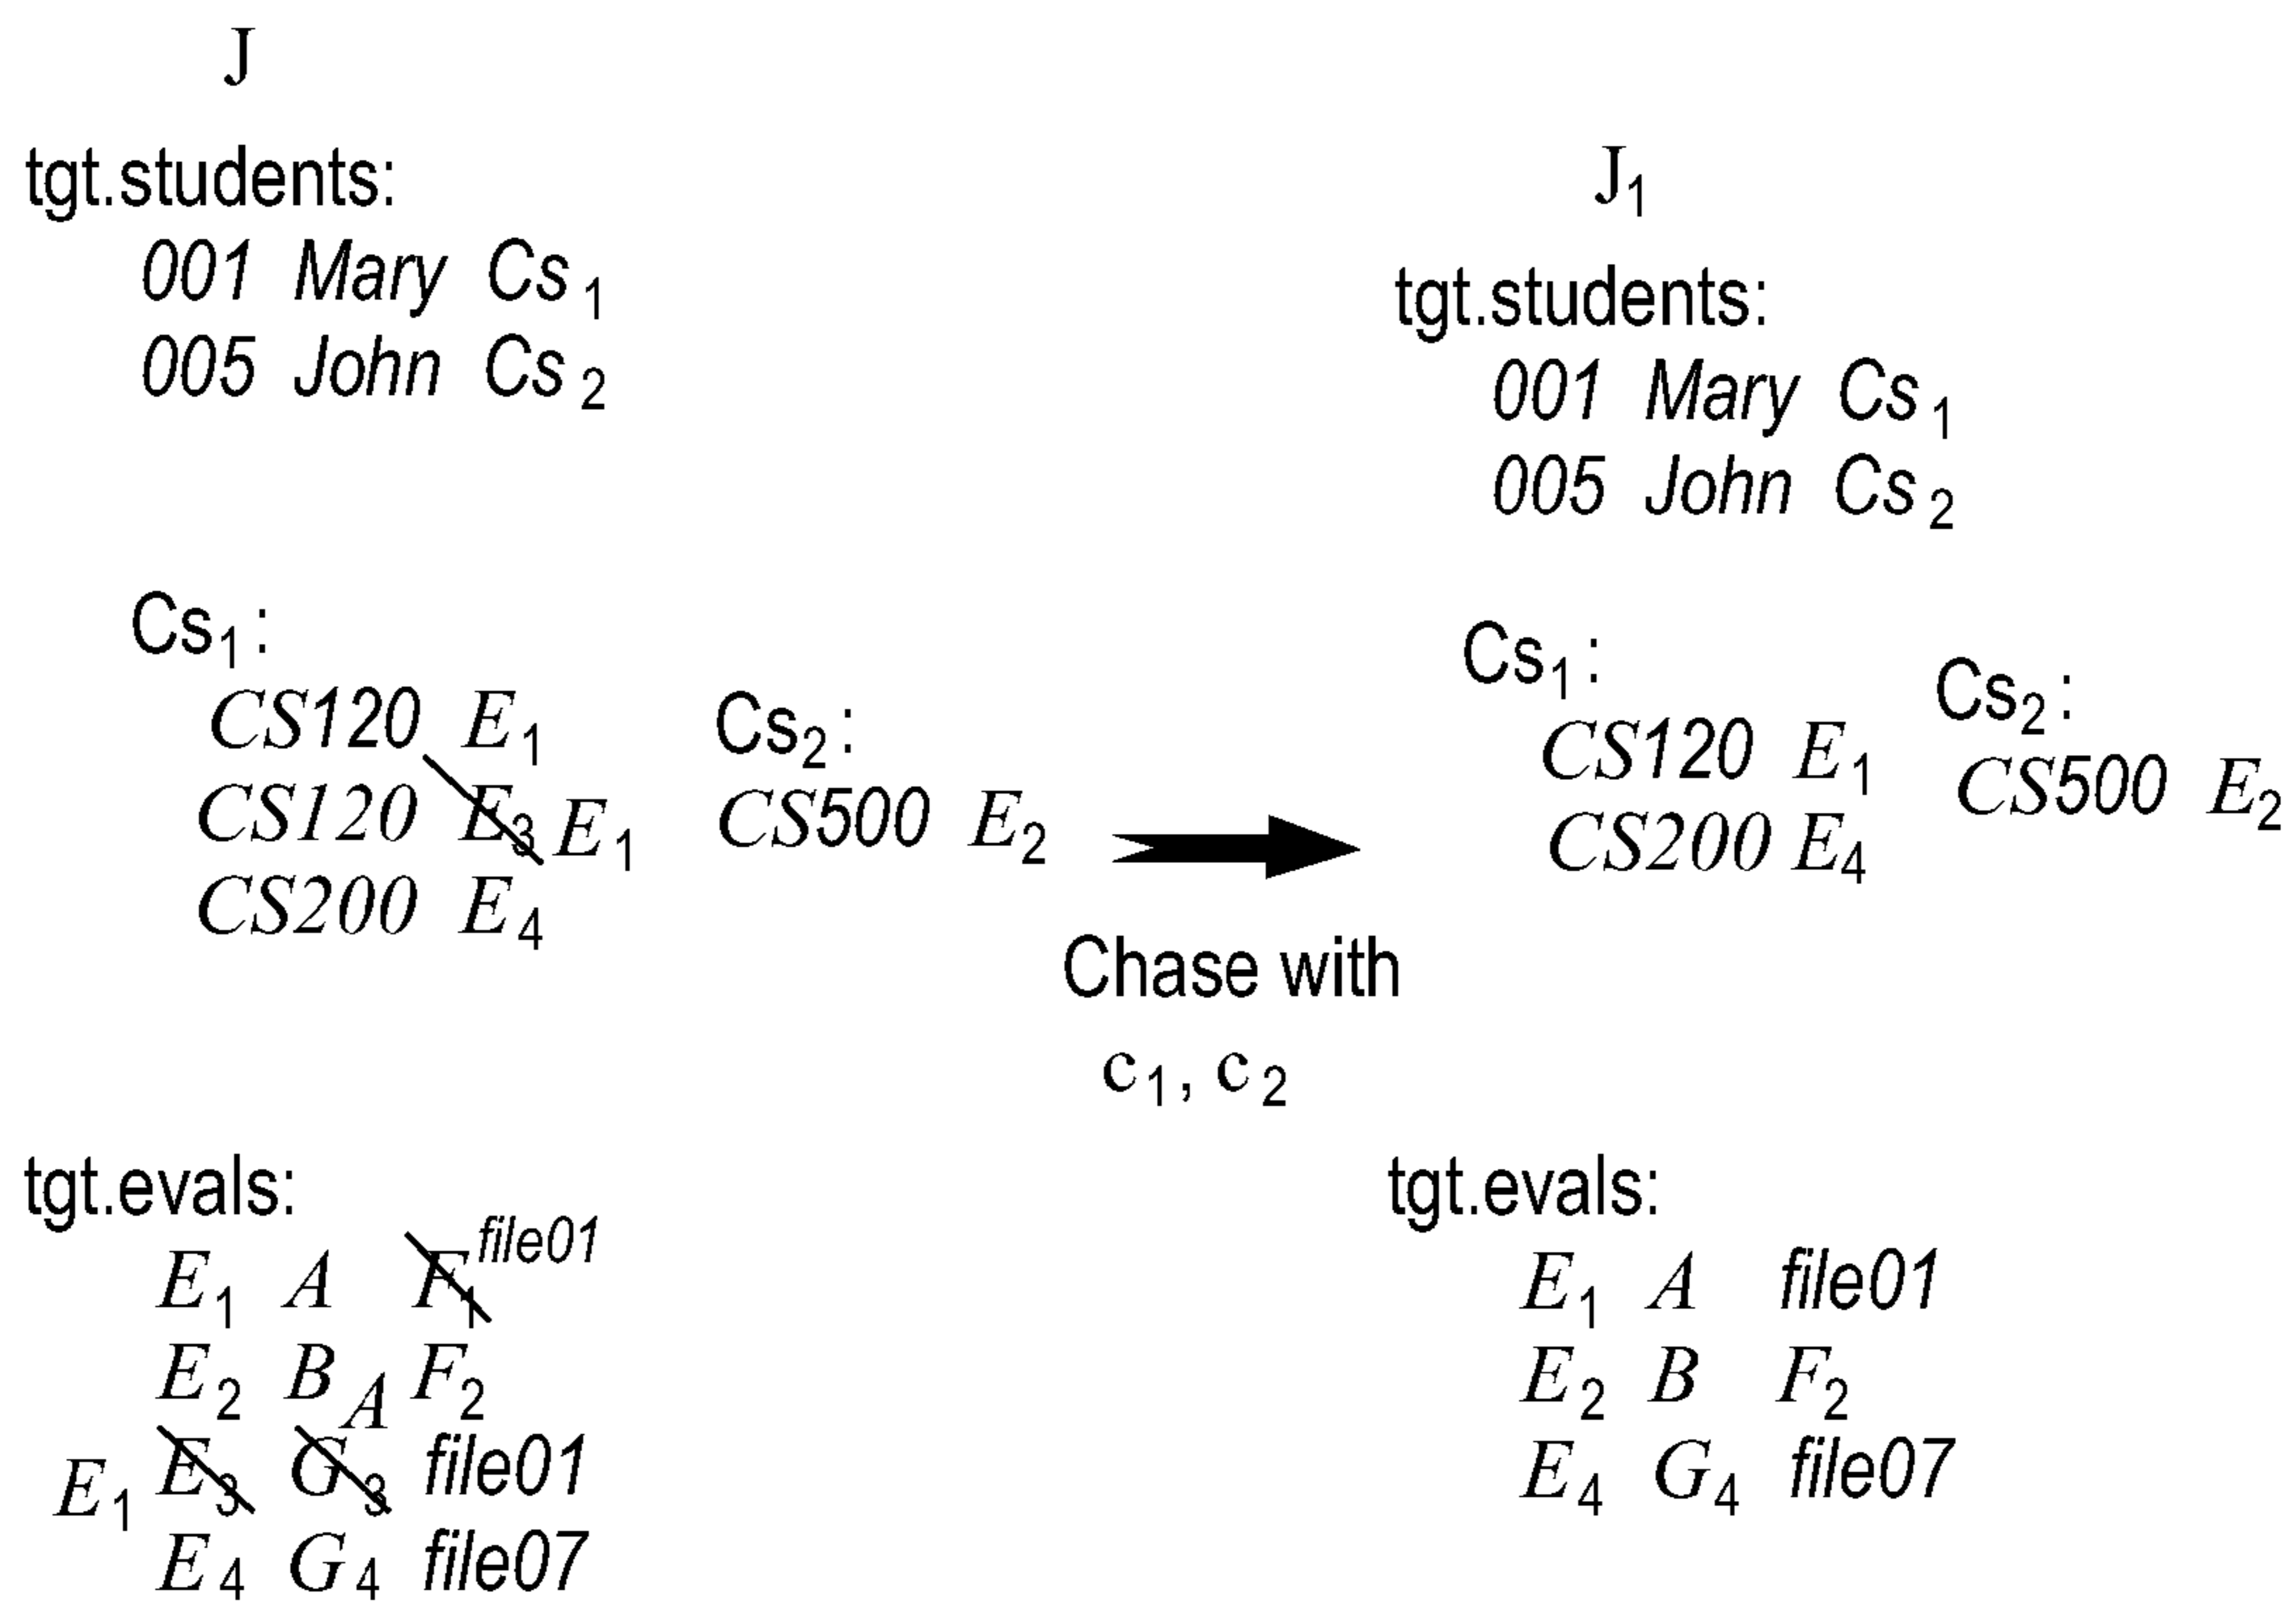 J
tgt.students:
001 Mary Cs1
005 John Cs2
Cs1:
CS120 E1
CS120 E3 E1
CS200 E4
Cs2:
CS500 E2
tgt.evals:
E1 A F1 file01
E2 B F2
E1 E3 G3 A file01
E4 G4 file07
Chase with
c1, c2
J1
tgt.students:
001 Mary Cs1
005 John Cs2
Cs1:
CS120 E1
CS200 E4
Cs2:
CS500 E2
tgt.evals:
E1 A file01
E2 B F2
E4 G4 file07